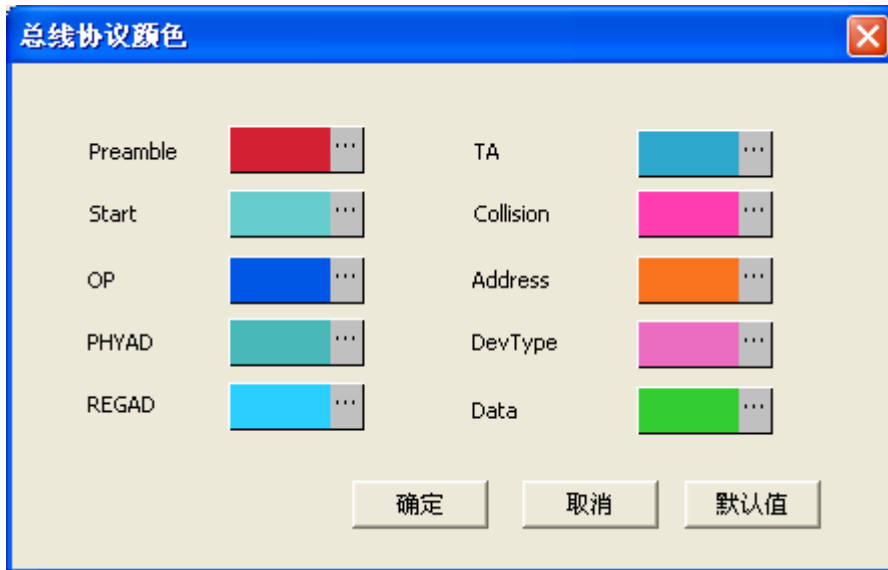 总线协议颜色
Preamble ... TA ...
Start ... Collision ...
OP ... Address ...
PHYAD ... DevType ...
REGAD ... Data ...
确定 取消 默认值